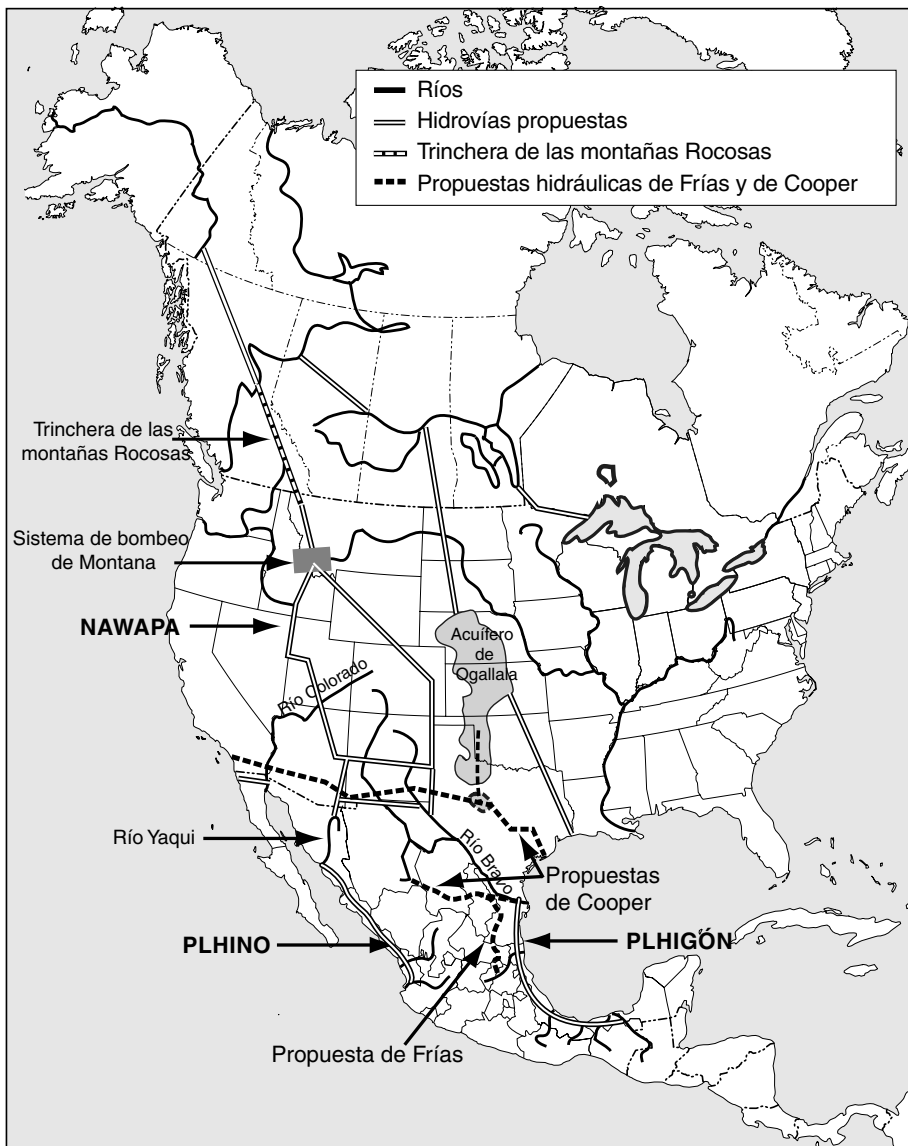 Ríos
Hidrovías propuestas
Trinchera de las montañas Rocosas
Propuestas hidráulicas de Frías y de Cooper
Trinchera de las
montañas Rocosas
Sistema de bombeo
de Montana
NAWAPA
Acuífero
de
Ogallala
Río Colorado
Río Yaqui
Río Bravo
Propuestas
de Cooper
PLHINO
PLHIGÓN
Propuesta de Frías